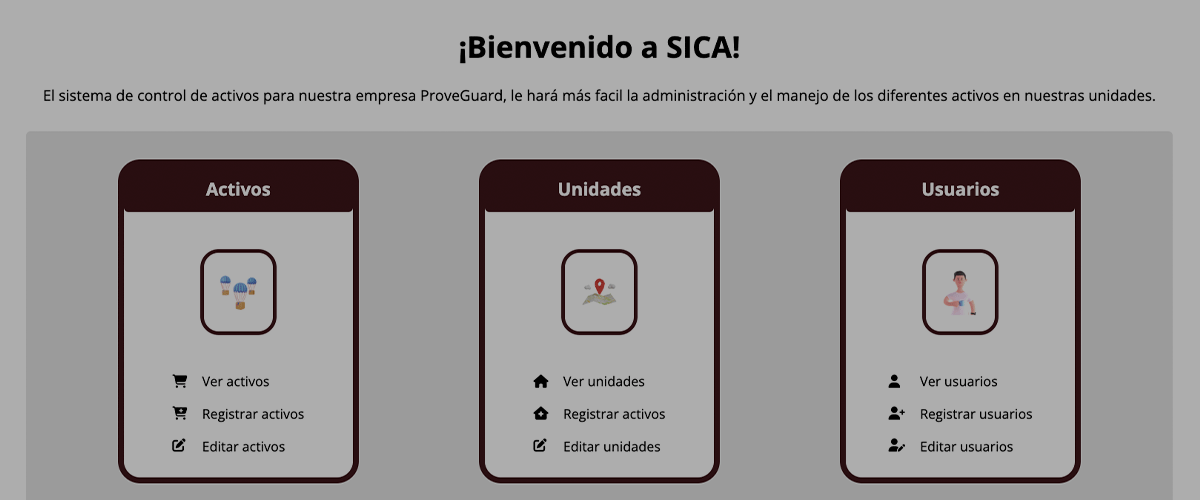 ¡Bienvenido a SICA!
El sistema de control de activos para nuestra empresa ProveGuard, le hará más facil la administración y el manejo de los diferentes activos en nuestras unidades.
Activos
Ver activos
Registrar activos
Editar activos
Unidades
Ver unidades
Registrar activos
Editar unidades
Usuarios
Ver usuarios
Registrar usuarios
Editar usuarios